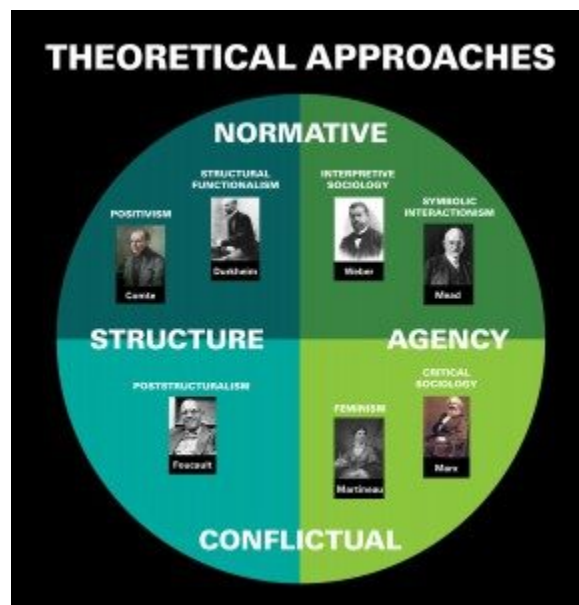 THEORETICAL APPROACHES
NORMATIVE
STRUCTURAL
FUNCTIONALISM
INTERPRETIVE
SOCIOLOGY
POSITIVISM
SYMBOLIC
INTERACTIONISM
Comte
Durkheim
Weber
Mead
STRUCTURE
AGENCY
POSTSTRUCTURALISM
CRITICAL
SOCIOLOGY
FEMINISM
Foucault
Martineau
Marx
CONFLICTUAL